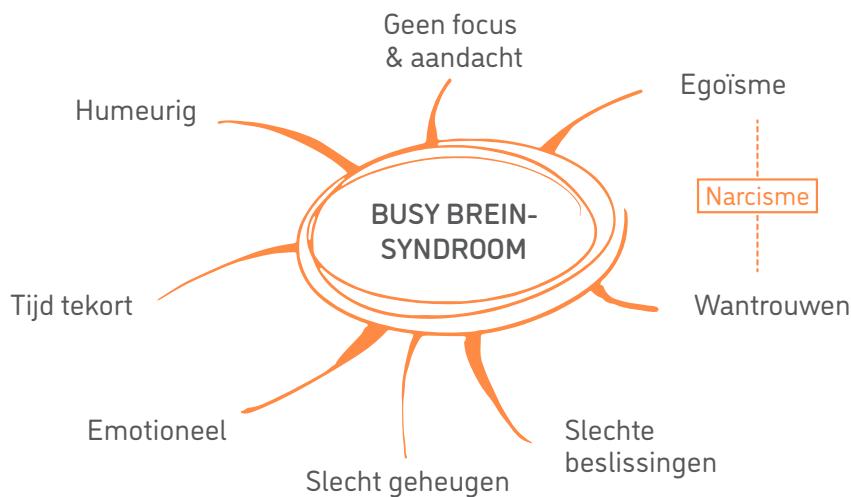 Geen focus
& aandacht
Egoïsme
Humeurig
Narcisme
BUSY BREIN-
SYNDROOM
Tijd tekort
Wantrouwen
Emotioneel
Slechte
beslissingen
Slecht geheugen